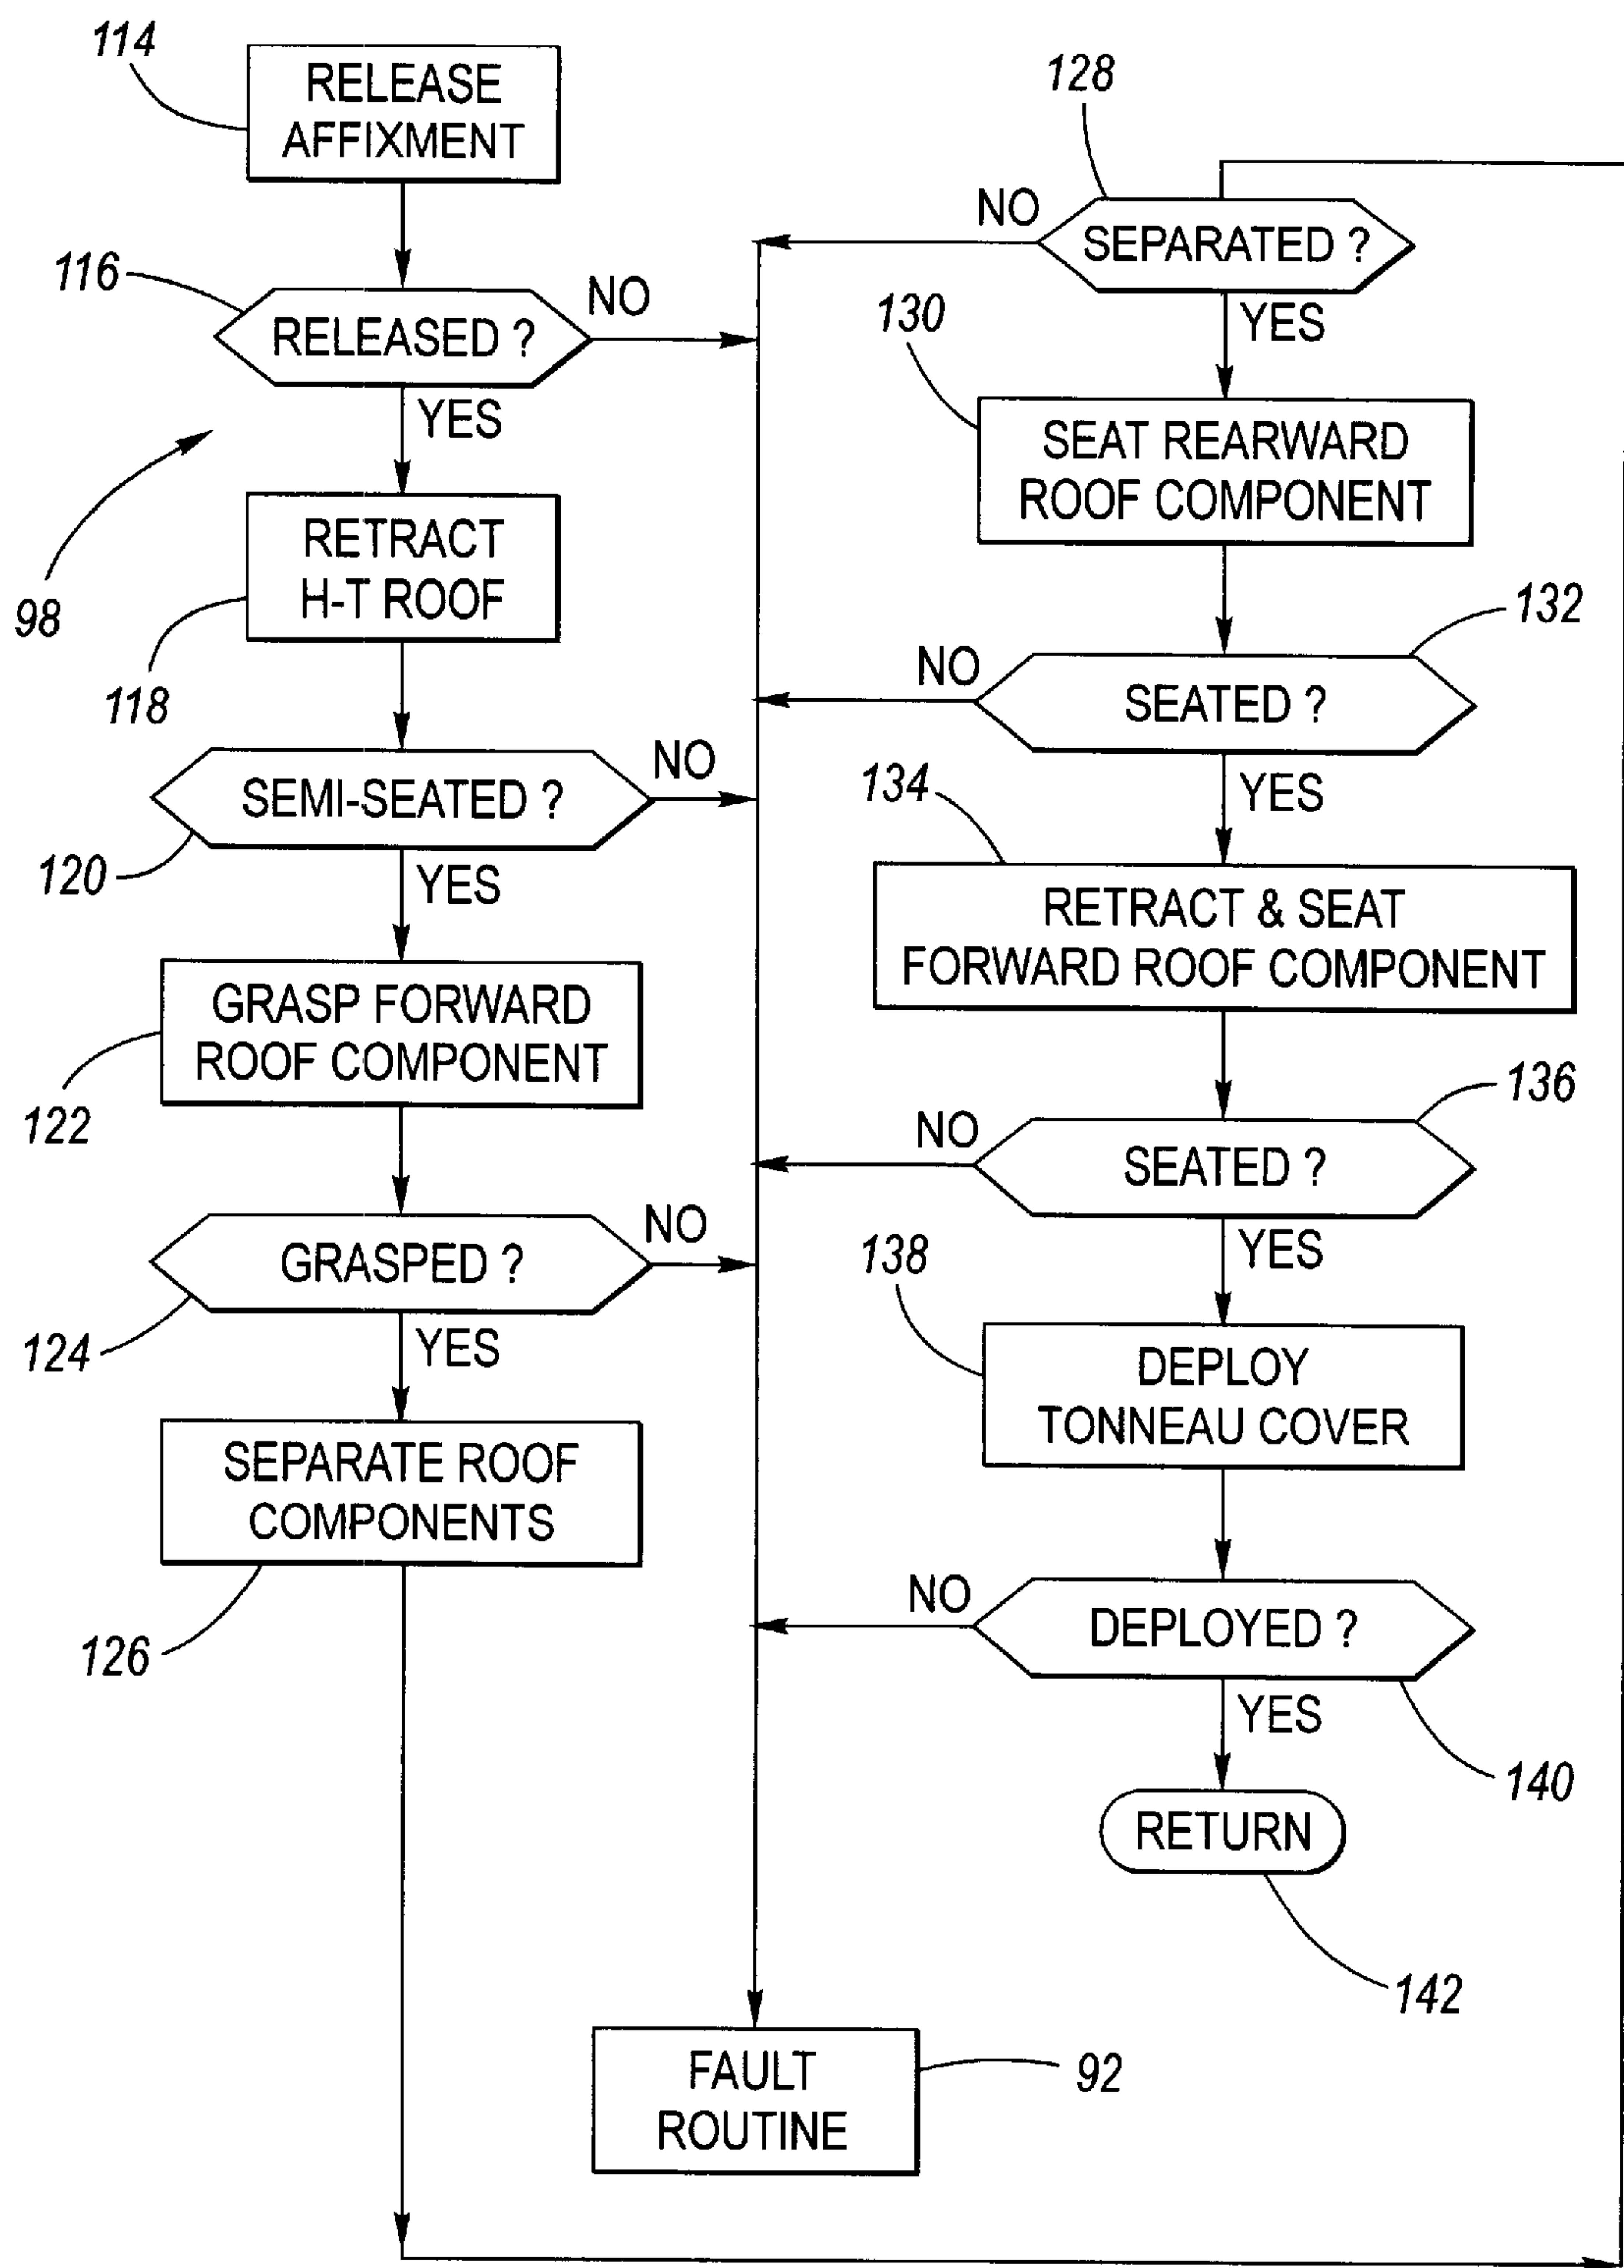 114
RELEASE
AFFIXMENT
116
RELEASED ?
NO
YES
98
RETRACT
H-T ROOF
118
SEMI-SEATED ?
NO
120
YES
GRASP FORWARD
ROOF COMPONENT
122
GRASPED ?
NO
124
YES
SEPARATE ROOF
COMPONENTS
126
128
NO
SEPARATED ?
YES
130
SEAT REARWARD
ROOF COMPONENT
132
NO
SEATED ?
YES
134
RETRACT & SEAT
FORWARD ROOF COMPONENT
136
NO
SEATED ?
YES
138
DEPLOY
TONNEAU COVER
NO
DEPLOYED ?
YES
140
RETURN
142
FAULT
ROUTINE
92